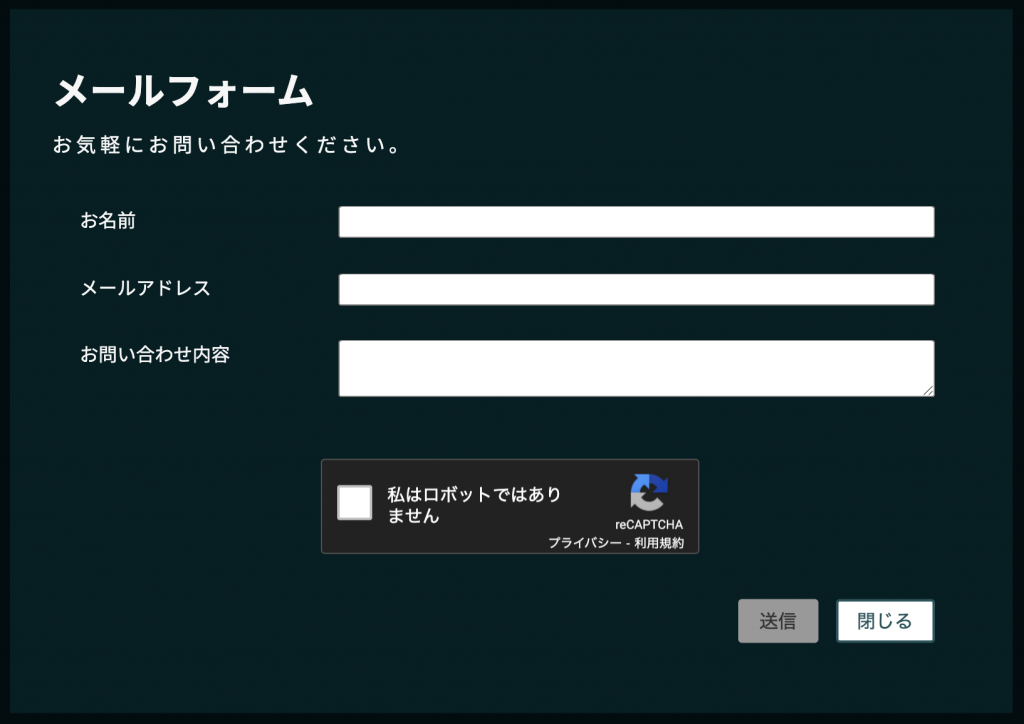 メールフォーム
お気軽にお問い合わせください。
お名前
メールアドレス
お問い合わせ内容
私はロボットではあり
ません
reCAPTCHA
プライバシー - 利用規約
送信
閉じる